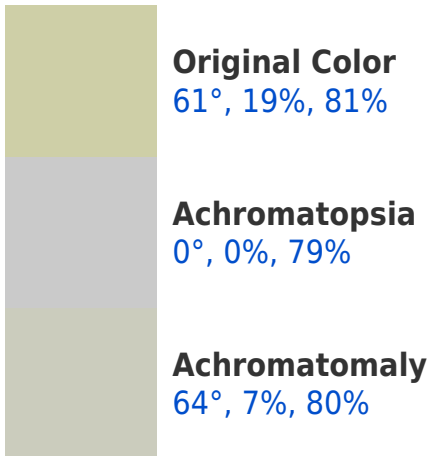 Original Color
61°, 19%, 81%
Achromatopsia
0°, 0%, 79%
Achromatomaly
64°, 7%, 80%